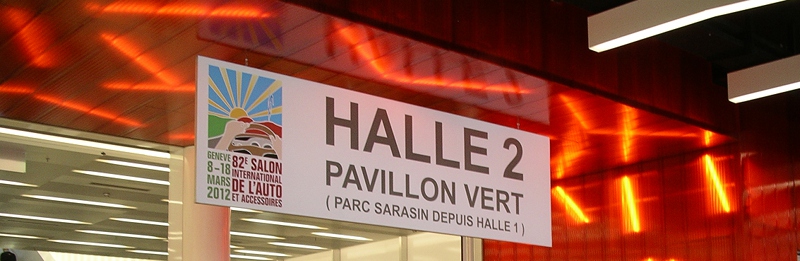 HALLE 2
PAVILLON VERT
( PARC SARASIN DEPUIS HALLE 1 )
GENEVE
8-18
MARS
2012
82E SALON
INTERNATIONAL
DE L'AUTO
ET ACCESSOIRES